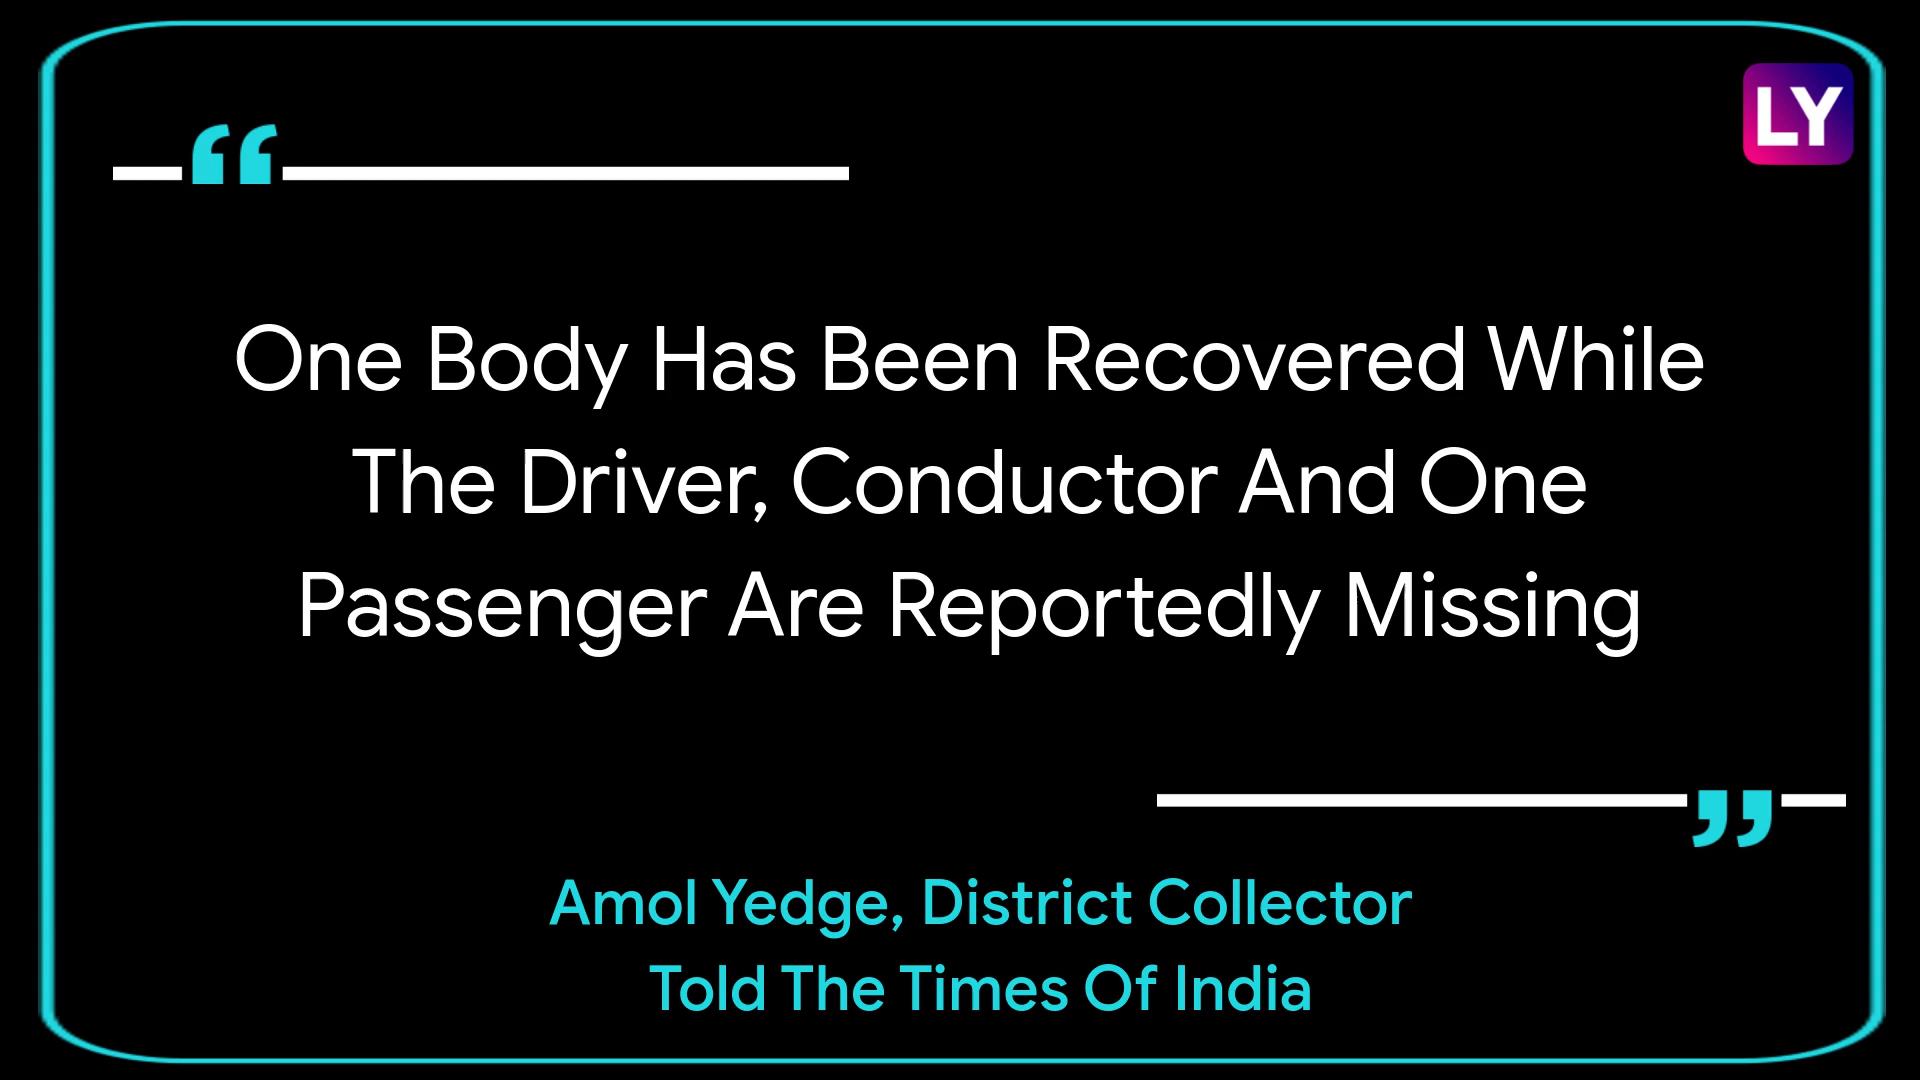 LY
“
One Body Has Been Recovered While
The Driver, Conductor And One
Passenger Are Reportedly Missing
”
Amol Yedge, District Collector
Told The Times Of India